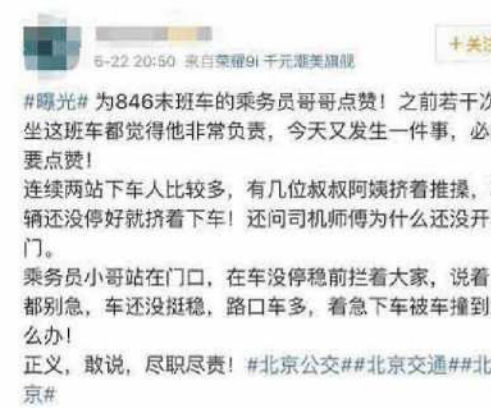 6-22 20:50 来自荣耀9i 千元潮美旗舰
+关注
#曝光# 为846末班车的乘务员哥哥点赞！之前若干次
坐这班车都觉得他非常负责，今天又发生一件事，必
要点赞！
连续两站下车人比较多，有几位叔叔阿姨挤着推搡，
辆还没停好就挤着下车！还问司机师傅为什么还没开
门。
乘务员小哥站在门口，在车没停稳前拦着大家，说着
都别急，车还没挺稳，路口车多，着急下车被车撞到
么办！
正义，敢说，尽职尽责！#北京公交##北京交通##北
京#